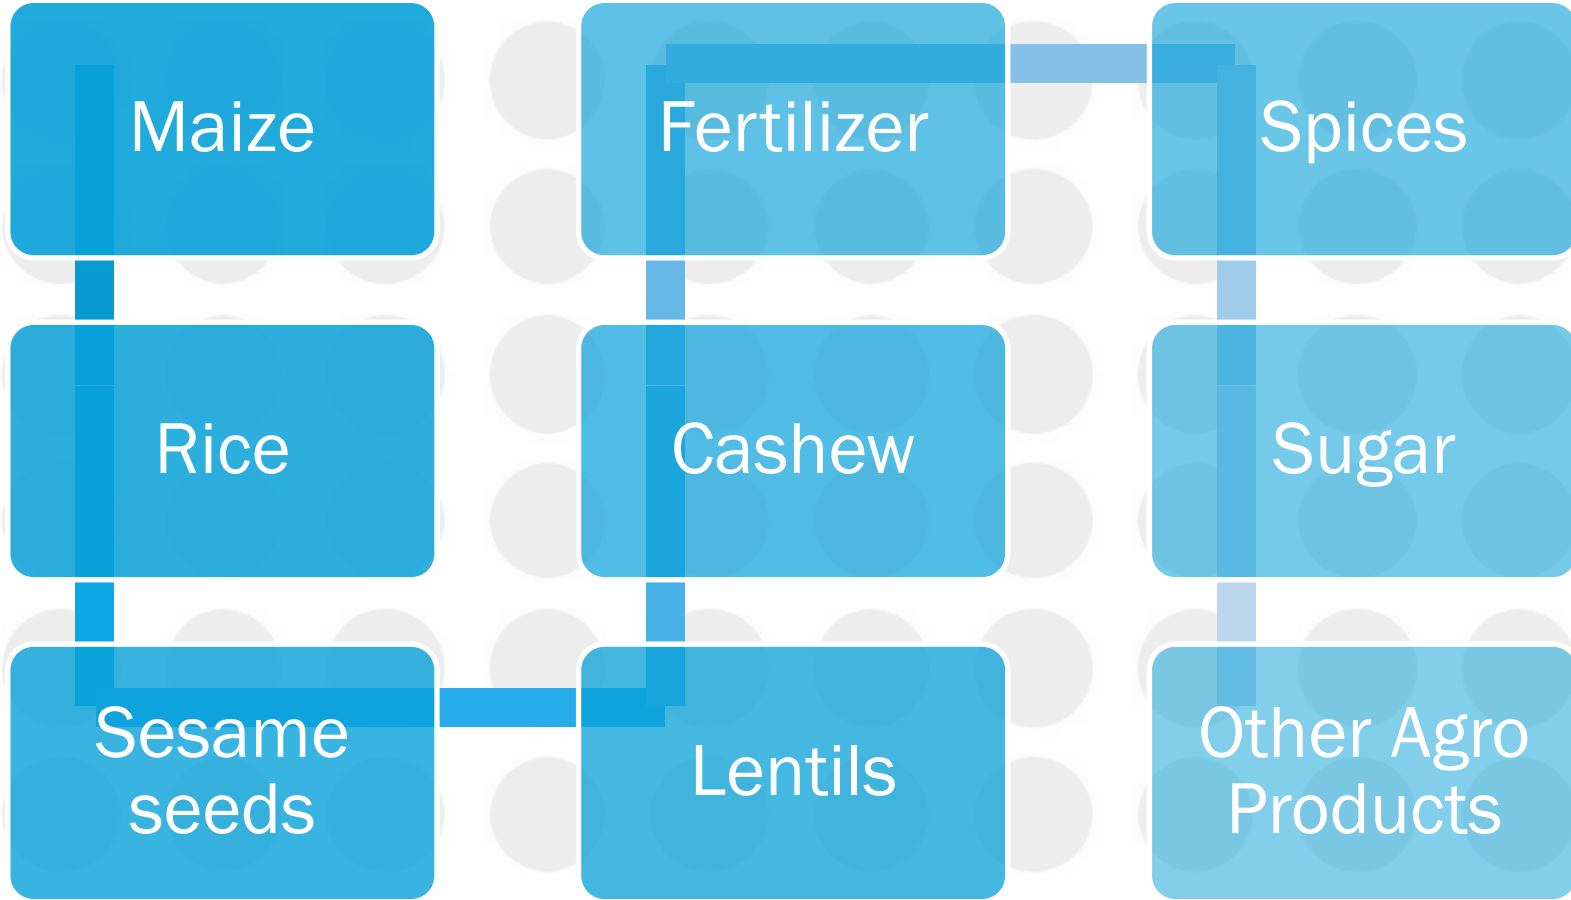 Maize
Fertilizer
Spices
Rice
Cashew
Sugar
Sesame
seeds
Lentils
Other Agro
Products